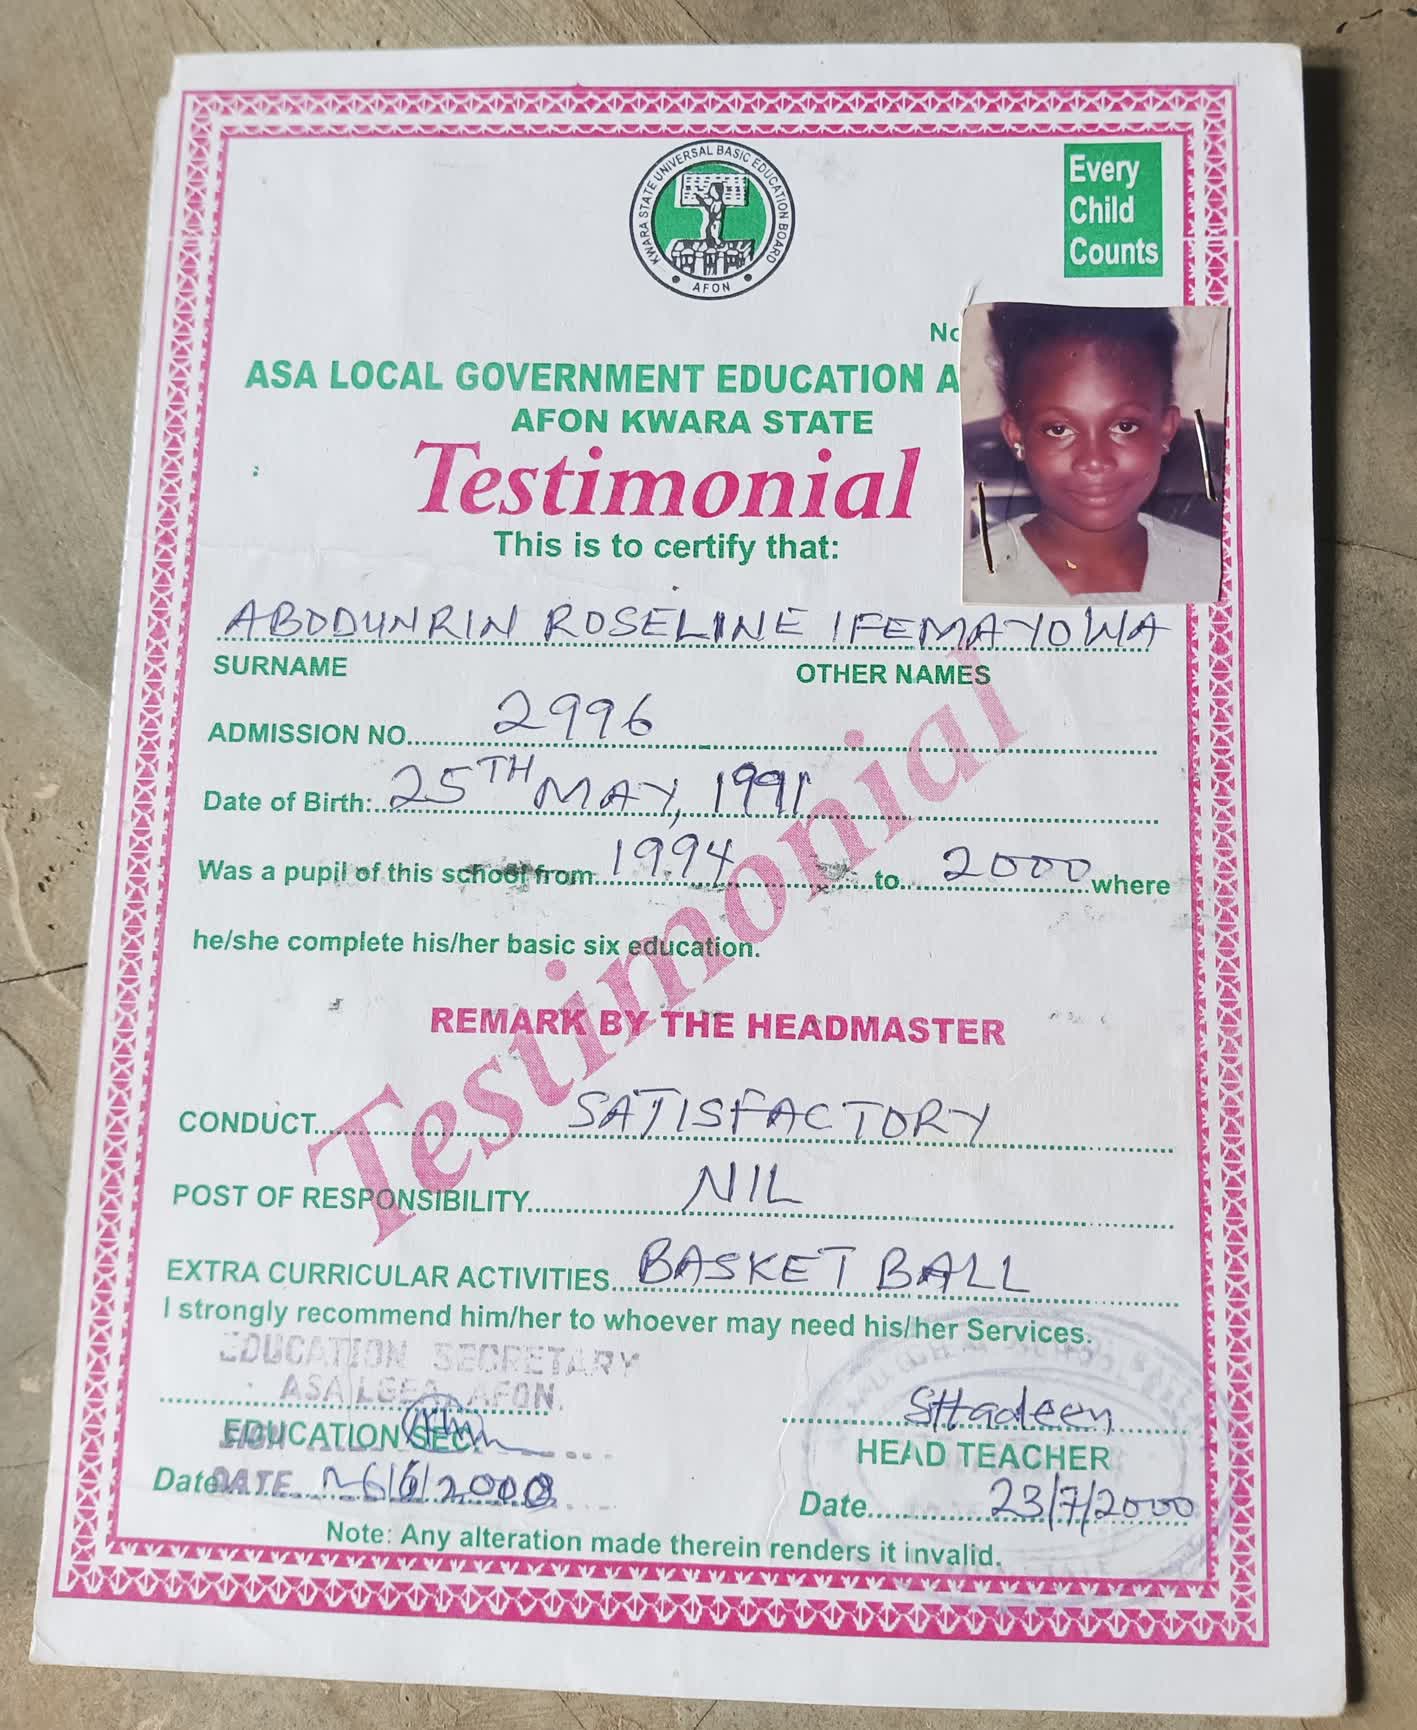 KWARA STATE UNIVERSAL BASIC EDUCATION BOARD
AFON
Every
Child
Counts
No
ASA LOCAL GOVERNMENT EDUCATION A
AFON KWARA STATE
Testimonial
This is to certify that:
ABODUNRIN ROSELINE IFEMAYOWA
SURNAME OTHER NAMES
ADMISSION NO. 2996
Date of Birth: 25TH MAY, 1991
Was a pupil of this school from 1994 to 2000 where
he/she complete his/her basic six education.
Testimonial
REMARK BY THE HEADMASTER
CONDUCT SATISFACTORY
POST OF RESPONSIBILITY NIL
EXTRA CURRICULAR ACTIVITIES BASKET BALL
I strongly recommend him/her to whoever may need his/her Services.
EDUCATION SECRETARY
ASA LGEA AFON.
EDUCATION SEC
HEAD TEACHER
Date DATE
Date 23/7/2000
Note: Any alteration made therein renders it invalid.